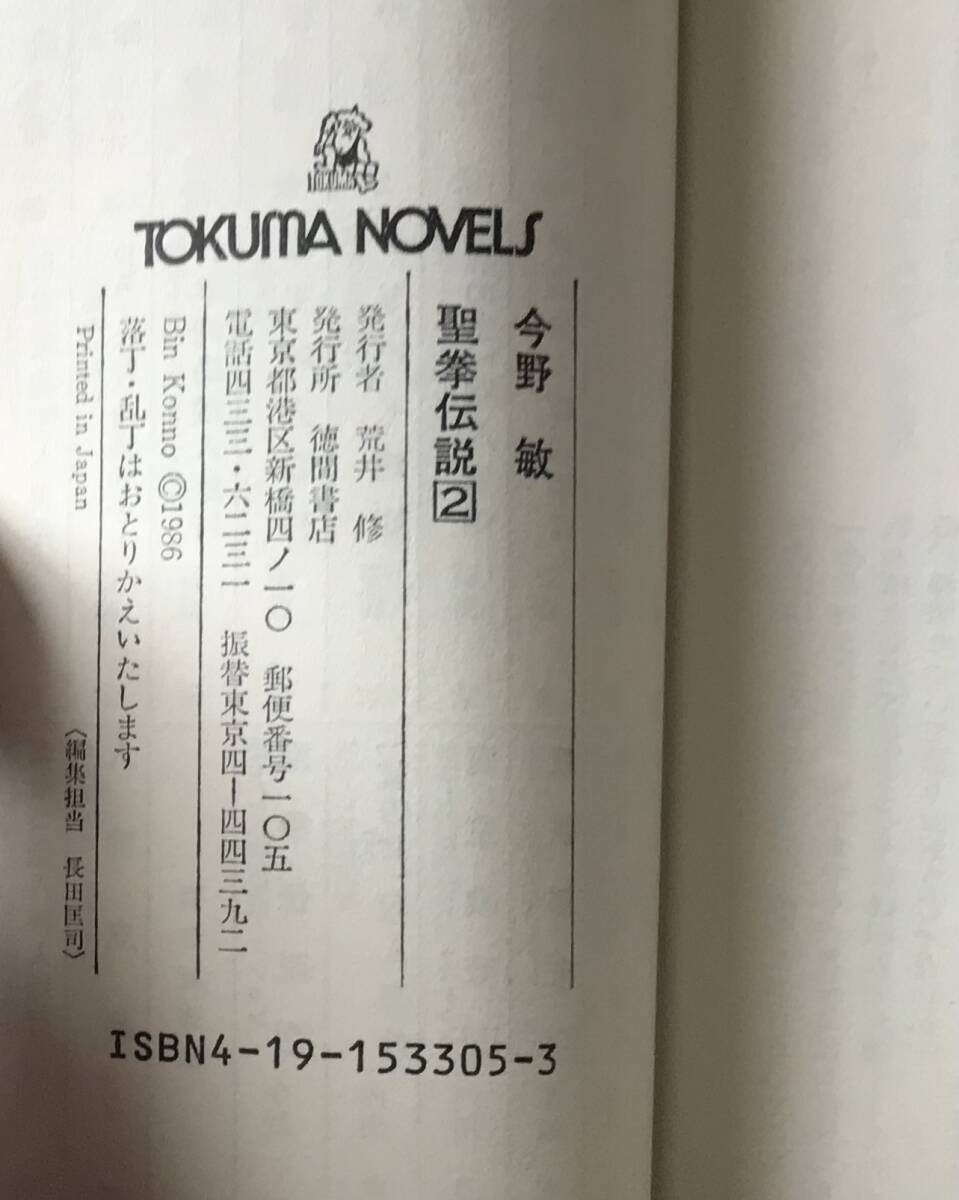 TOKUMA
TOKUMA NOVELS
今野 敏
聖拳伝説2
発行者 荒井 修
発行所 徳間書店
東京都港区新橋四ノ一〇 郵便番号一〇五
電話四三三・六二三一 振替東京四ー四四三九二
Bin Konno ©1986
落丁・乱丁はおとりかえいたします
Printed in Japan
〈編集担当 長田匡司〉
ISBN4-19-153305-3